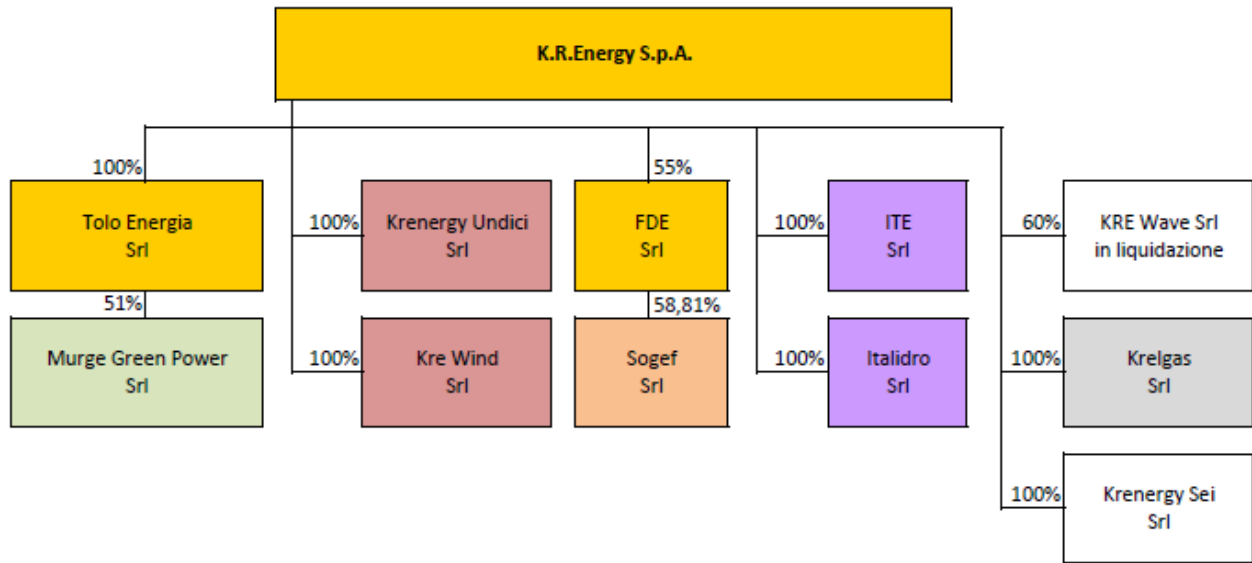 K.R.Energy S.p.A.
100%
55%
Tolo Energia
Srl
100%
Krenergy Undici
Srl
FDE
Srl
100%
ITE
Srl
60%
KRE Wave Srl
in liquidazione
51%
58,81%
Murge Green Power
Srl
100%
Kre Wind
Srl
Sogef
Srl
100%
Italidro
Srl
100%
Krelgas
Srl
100%
Krenergy Sei
Srl